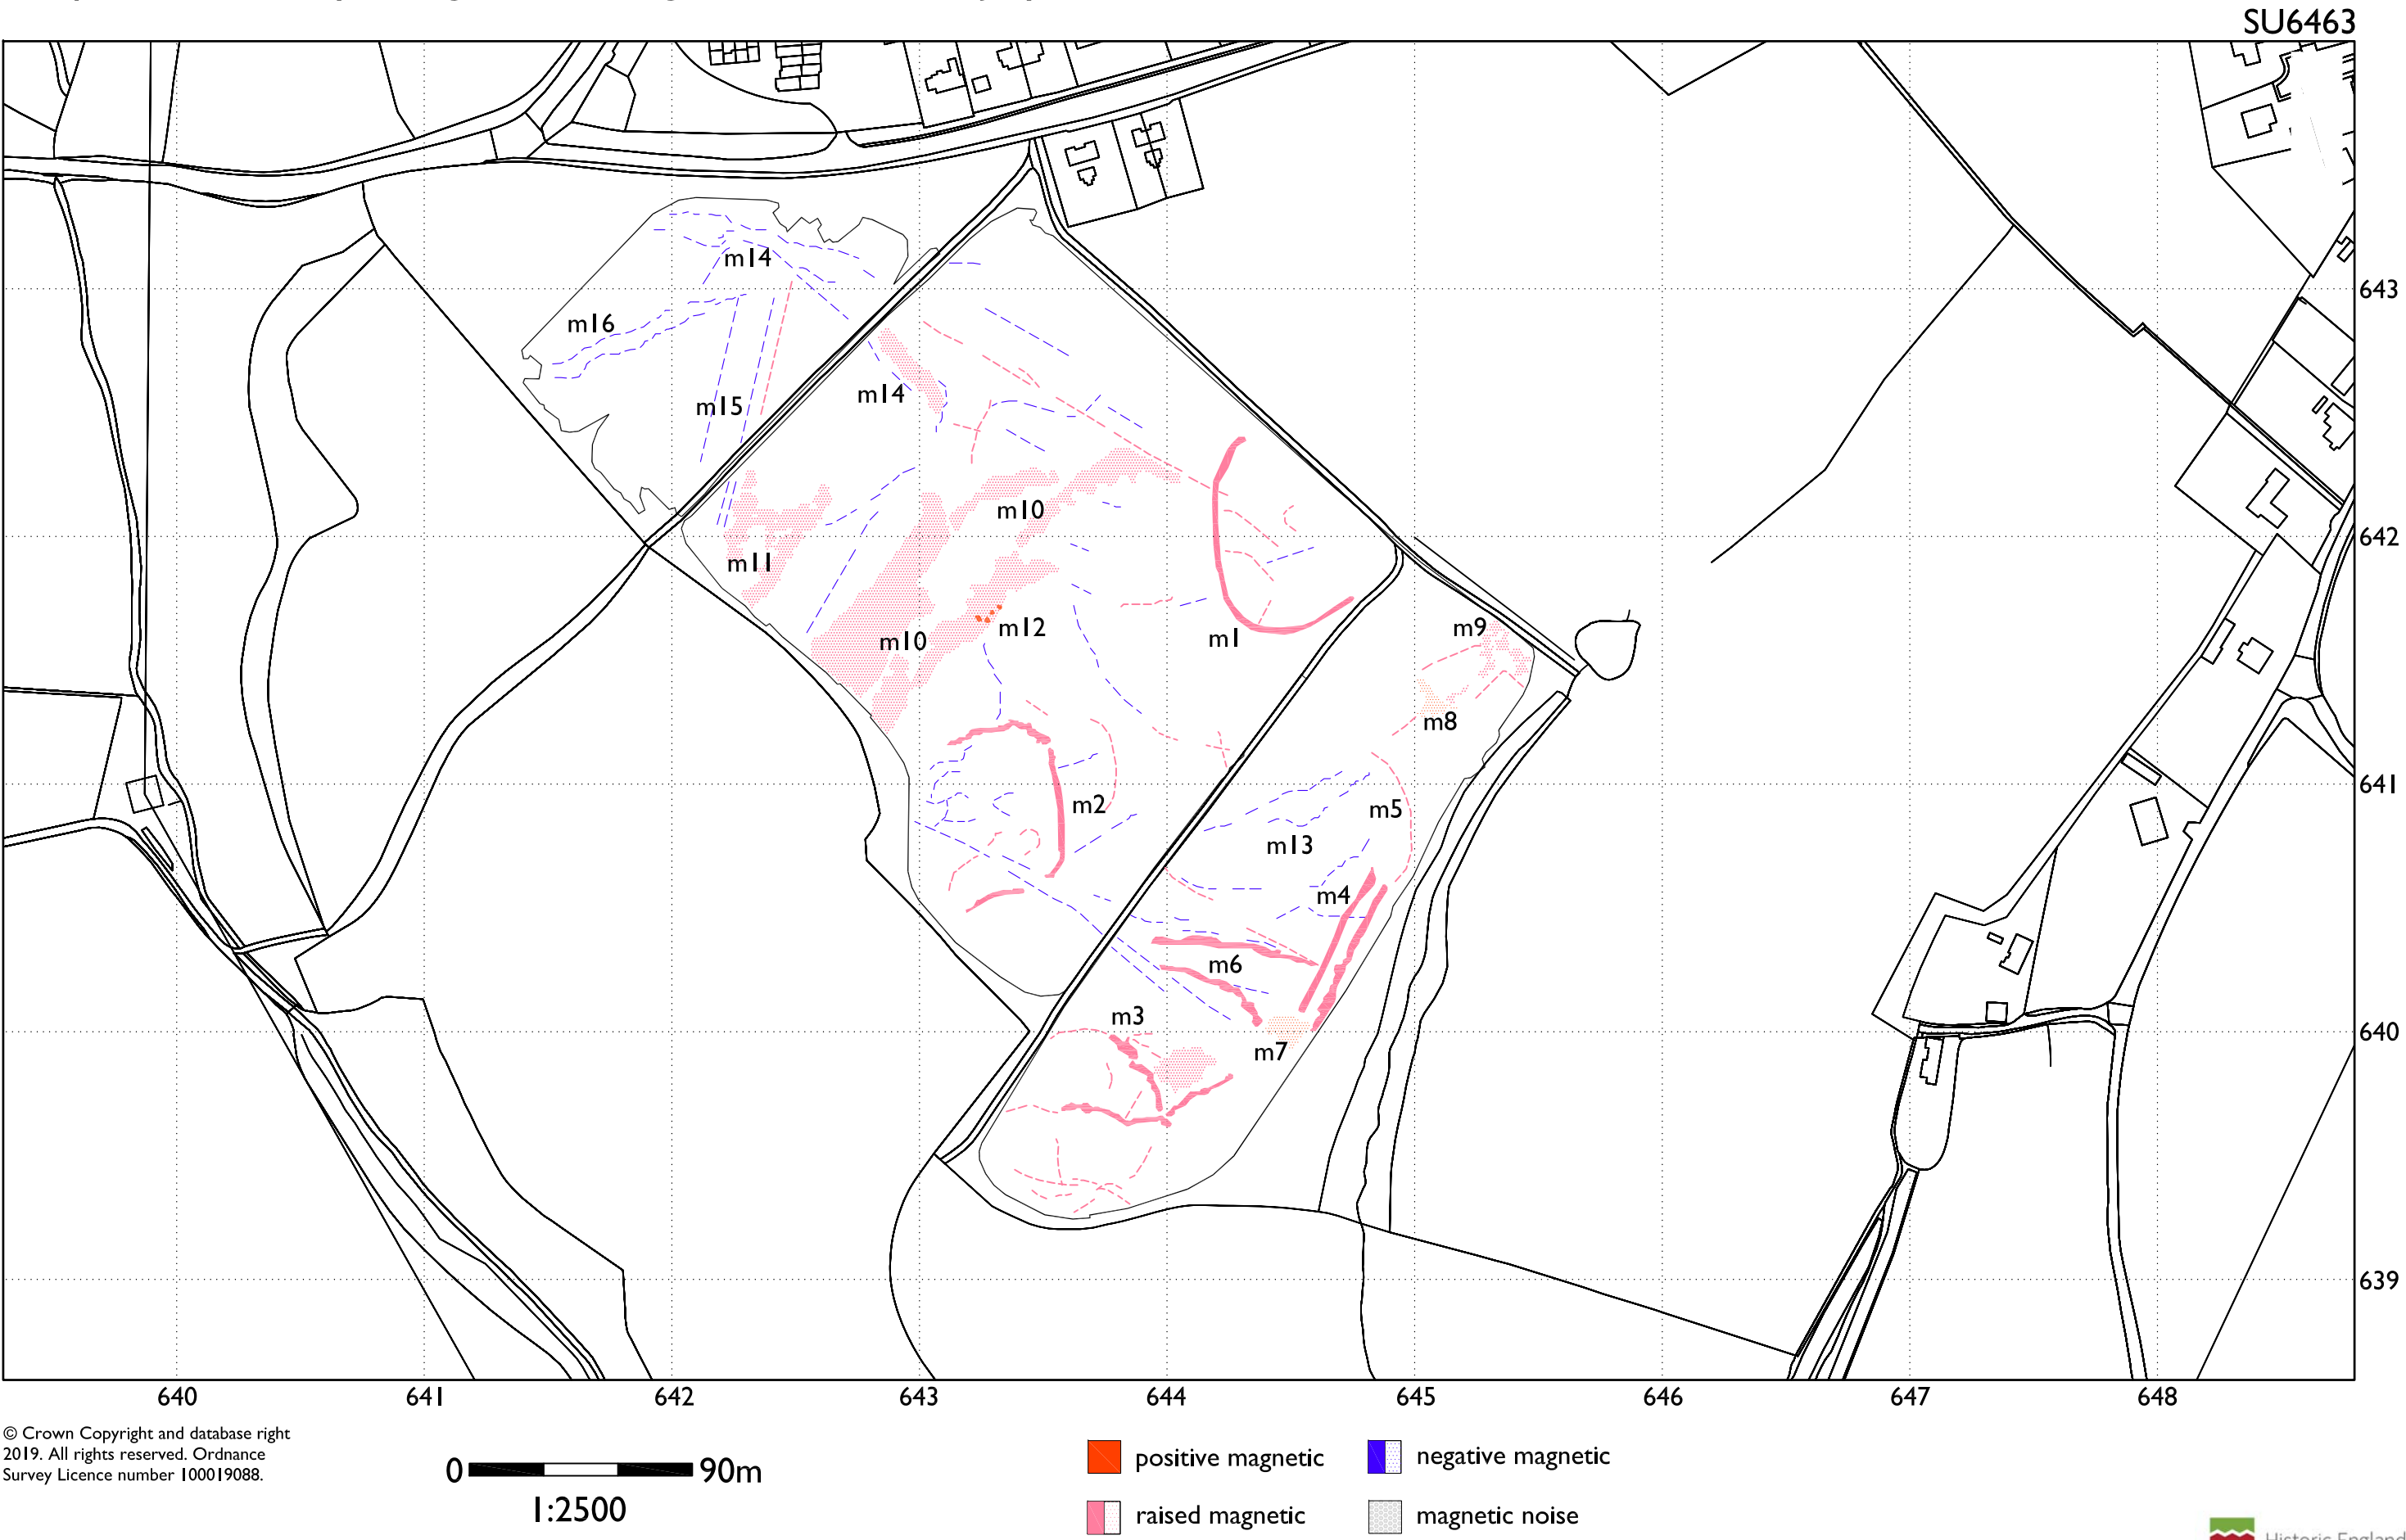 SU6463
643
m14
m16
m14
m15
m10
642
m11
m12
m10
m1
m9
m8
641
m2
m5
m13
m4
m6
m3
640
m7
639
640 641 642 643 644 645 646 647 648
© Crown Copyright and database right
2019. All rights reserved. Ordnance
Survey Licence number 100019088.
0 90m
1:2500
positive magnetic
negative magnetic
raised magnetic
magnetic noise
Historic England